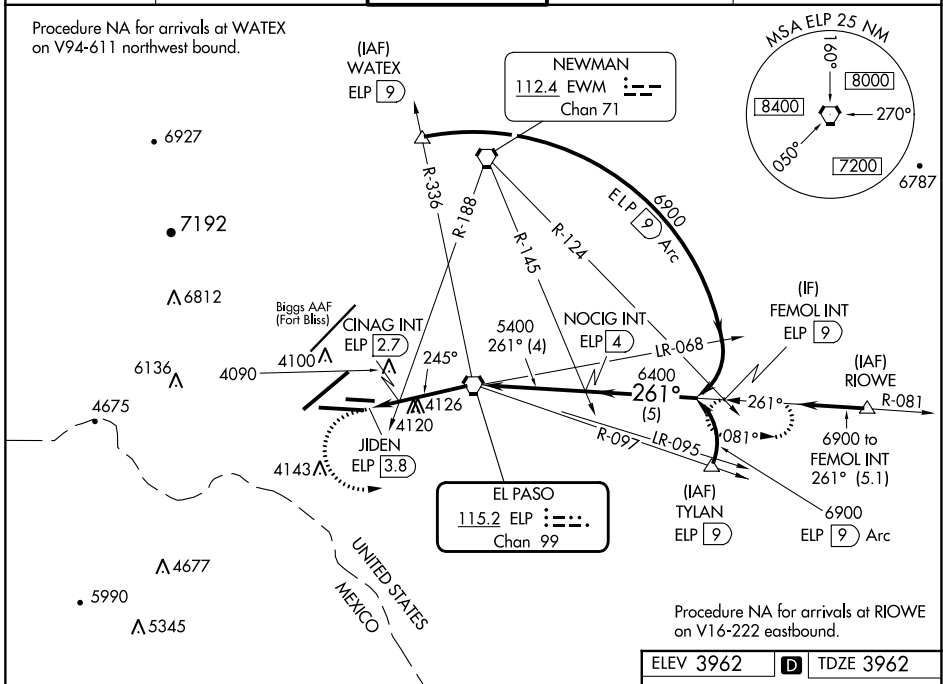 Procedure NA for arrivals at WATEX
on V94-611 northwest bound.
(IAF)
WATEX
ELP 9
NEWMAN
112.4 EWM
Chan 71
MSA ELP 25 NM
160°
8000
8400
270°
050°
7200
6787
6927
7192
6812
R-336
R-188
R-145
R-124
6900
ELP 9 Arc
Biggs AAF
(Fort Bliss)
CINAG INT
ELP 2.7
4100
4090
6136
4675
245°
5400
261° (4)
NOCIG INT
ELP 4
LR-068
(IF)
FEMOL INT
ELP 9
(IAF)
RIOWE
R-081
6400
261°
(5)
261°
081°
4126
4120
JIDEN
ELP 3.8
4143
R-097
LR-095
6900 to
FEMOL INT
261° (5.1)
(IAF)
TYLAN
ELP 9
6900
ELP 9 Arc
EL PASO
115.2 ELP
Chan 99
UNITED STATES
MEXICO
4677
5990
5345
Procedure NA for arrivals at RIOWE
on V16-222 eastbound.
ELEV 3962 D TDZE 3962